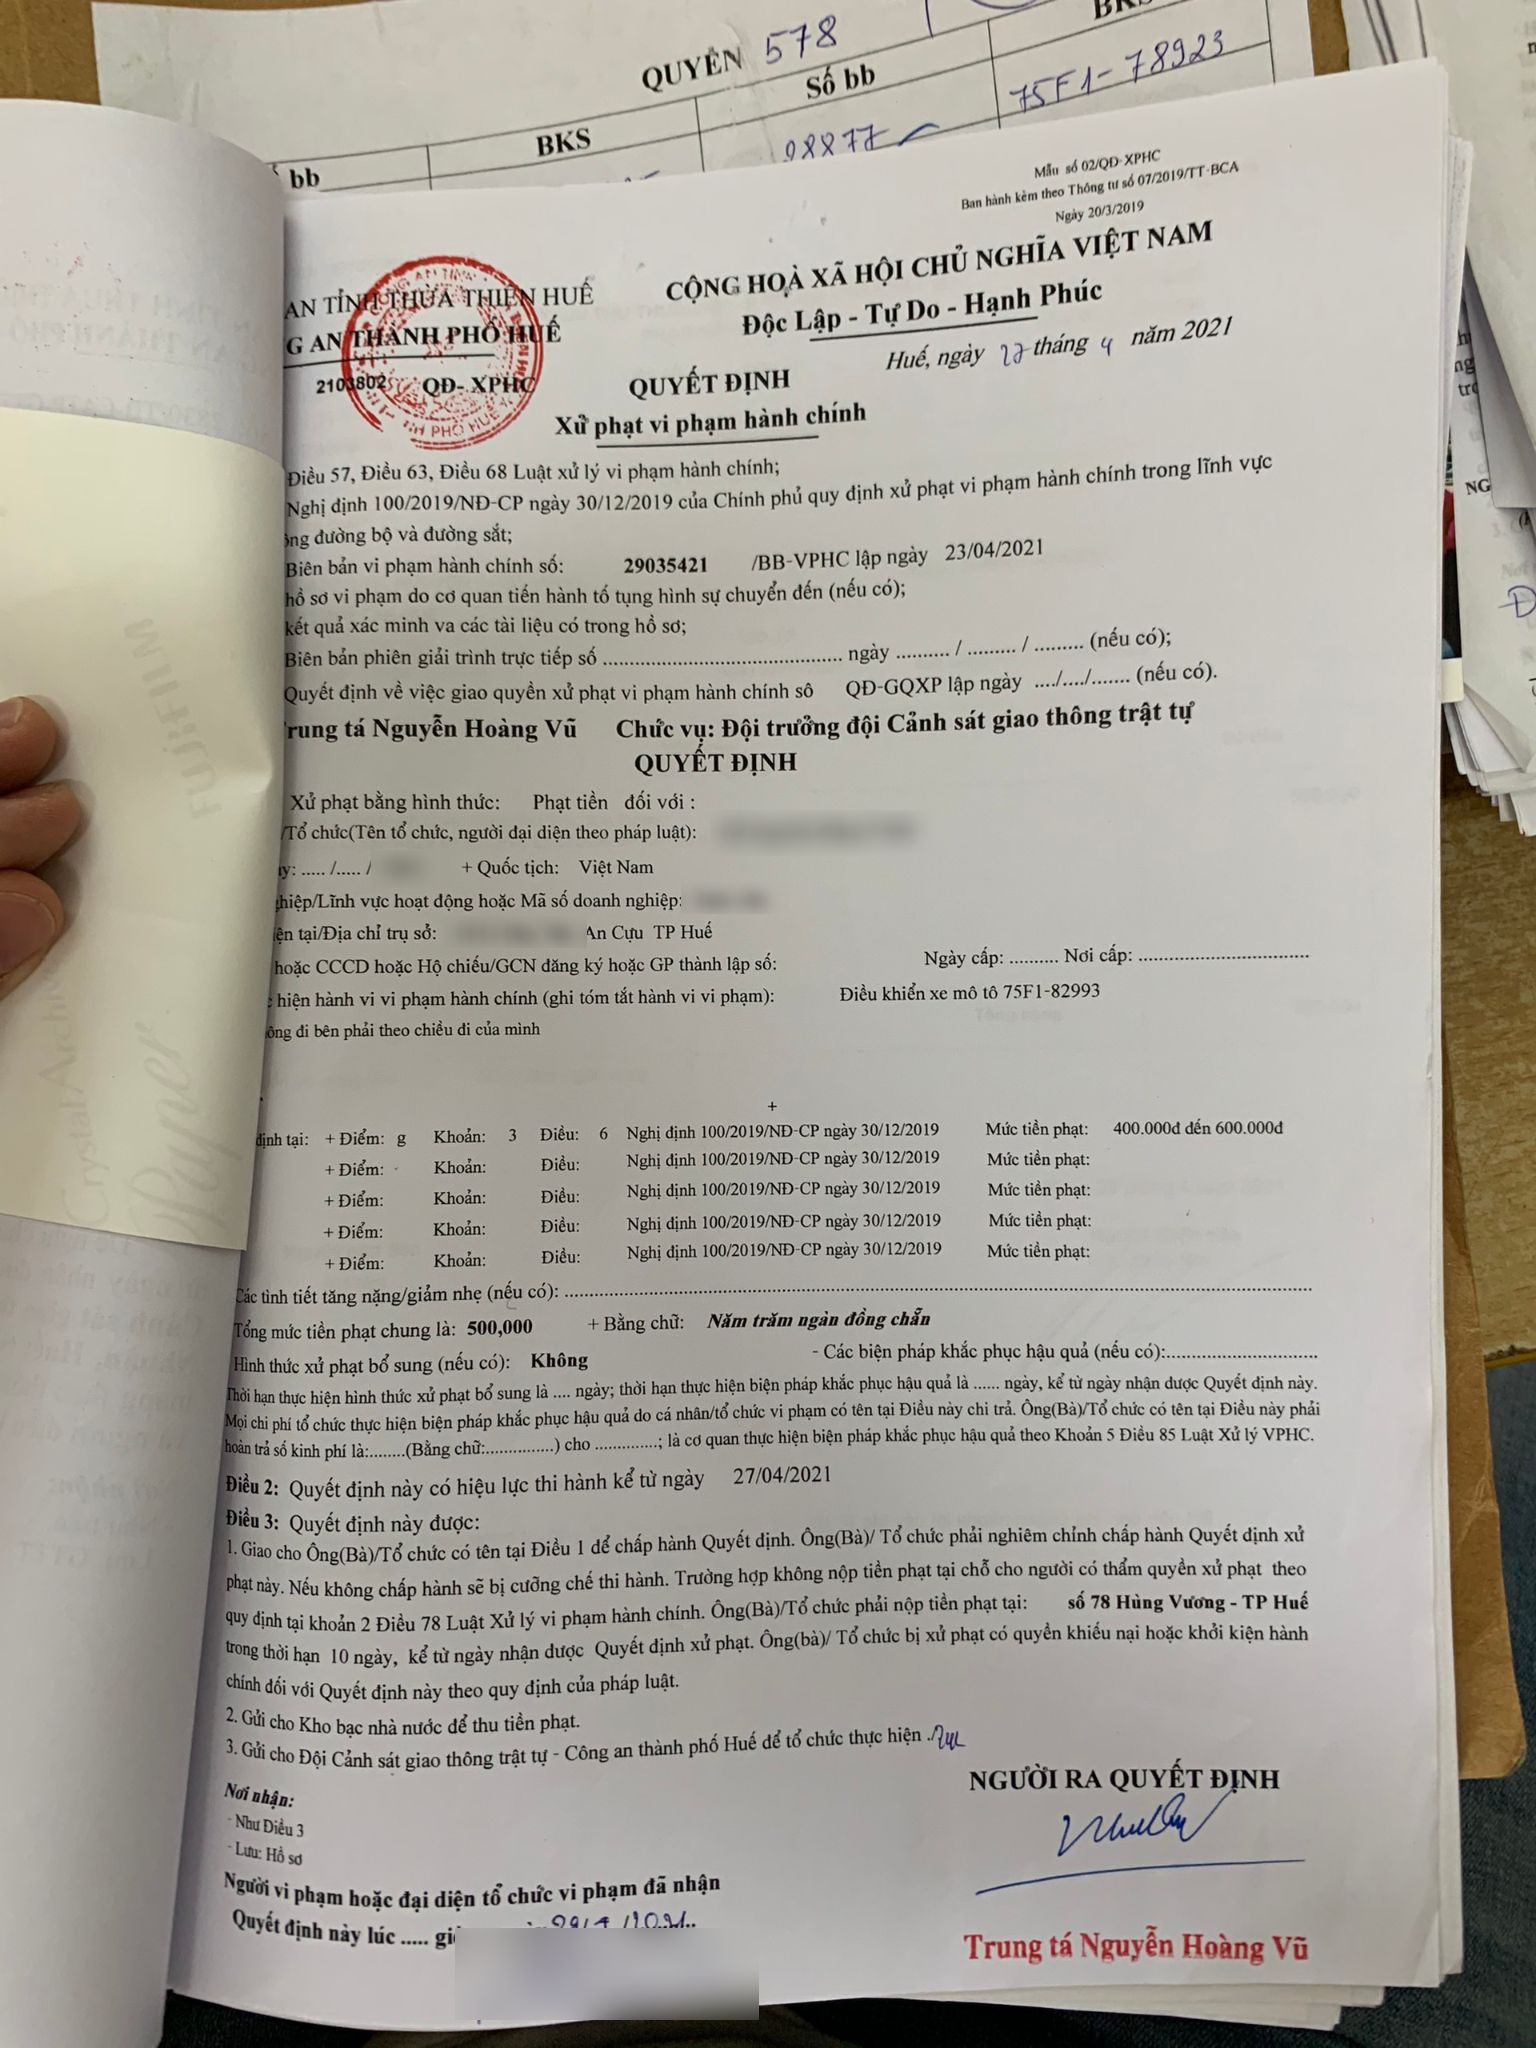 QUYỂN 578
BKS
Số bb
BKS
bb
98877
75F1-78923
Mẫu số 02/QĐ-XPHC
Ban hành kèm theo Thông tư số 07/2019/TT-BCA
Ngày 20/3/2019
AN TỈNH THỪA THIÊN HUẾ
CỘNG HOÀ XÃ HỘI CHỦ NGHĨA VIỆT NAM
G AN THÀNH PHỐ HUẾ
Độc Lập - Tự Do - Hạnh Phúc
2103802 QĐ- XPHC
Huế, ngày 27 tháng 4 năm 2021
QUYẾT ĐỊNH
Xử phạt vi phạm hành chính
Điều 57, Điều 63, Điều 68 Luật xử lý vi phạm hành chính;
Nghị định 100/2019/NĐ-CP ngày 30/12/2019 của Chính phủ quy định xử phạt vi phạm hành chính trong lĩnh vực
ông đường bộ và đường sắt;
Biên bản vi phạm hành chính số: 29035421 /BB-VPHC lập ngày 23/04/2021
hồ sơ vi phạm do cơ quan tiến hành tố tụng hình sự chuyển đến (nếu có);
kết quả xác minh va các tài liệu có trong hồ sơ;
Biên bản phiên giải trình trực tiếp số .......................................... ngày .......... / ......... / ......... (nếu có);
Quyết định về việc giao quyền xử phạt vi phạm hành chính sô QĐ-GQXP lập ngày ..../..../....... (nếu có).
rung tá Nguyễn Hoàng Vũ Chức vụ: Đội trưởng đội Cảnh sát giao thông trật tự
QUYẾT ĐỊNH
Xử phạt bằng hình thức: Phạt tiền đối với :
/Tổ chức(Tên tổ chức, người đại diện theo pháp luật):
y: ..... /..... / + Quốc tịch: Việt Nam
hiệp/Lĩnh vực hoạt động hoặc Mã số doanh nghiệp:
ện tại/Địa chỉ trụ sở: An Cựu TP Huế
hoặc CCCD hoặc Hộ chiếu/GCN đăng ký hoặc GP thành lập số: Ngày cấp: .......... Nơi cấp: ..................................
hiện hành vi vi phạm hành chính (ghi tóm tắt hành vi vi phạm): Điều khiển xe mô tô 75F1-82993
ông đi bên phải theo chiều đi của mình
+
định tại: + Điểm: g Khoản: 3 Điều: 6 Nghị định 100/2019/NĐ-CP ngày 30/12/2019 Mức tiền phạt: 400.000đ đến 600.000đ
+ Điểm: Khoản: Điều: Nghị định 100/2019/NĐ-CP ngày 30/12/2019 Mức tiền phạt:
+ Điểm: Khoản: Điều: Nghị định 100/2019/NĐ-CP ngày 30/12/2019 Mức tiền phạt:
+ Điểm: Khoản: Điều: Nghị định 100/2019/NĐ-CP ngày 30/12/2019 Mức tiền phạt:
+ Điểm: Khoản: Điều: Nghị định 100/2019/NĐ-CP ngày 30/12/2019 Mức tiền phạt:
Các tình tiết tăng nặng/giảm nhẹ (nếu có): ....................................................................................
Tổng mức tiền phạt chung là: 500,000 + Bằng chữ: Năm trăm ngàn đồng chẵn
Hình thức xử phạt bổ sung (nếu có): Không - Các biện pháp khắc phục hậu quả (nếu có):..............................
Thời hạn thực hiện hình thức xử phạt bổ sung là .... ngày; thời hạn thực hiện biện pháp khắc phục hậu quả là ...... ngày, kể từ ngày nhận được Quyết định này.
Mọi chi phí tổ chức thực hiện biện pháp khắc phục hậu quả do cá nhân/tổ chức vi phạm có tên tại Điều này chi trả. Ông(Bà)/Tổ chức có tên tại Điều này phải
hoàn trả số kinh phí là:........(Bằng chữ:...............) cho ..............; là cơ quan thực hiện biện pháp khắc phục hậu quả theo Khoản 5 Điều 85 Luật Xử lý VPHC.
Điều 2: Quyết định này có hiệu lực thi hành kể từ ngày 27/04/2021
Điều 3: Quyết định này được:
1. Giao cho Ông(Bà)/Tổ chức có tên tại Điều 1 để chấp hành Quyết định. Ông(Bà)/ Tổ chức phải nghiêm chỉnh chấp hành Quyết định xử
phạt này. Nếu không chấp hành sẽ bị cưỡng chế thi hành. Trường hợp không nộp tiền phạt tại chỗ cho người có thẩm quyền xử phạt theo
quy định tại khoản 2 Điều 78 Luật Xử lý vi phạm hành chính. Ông(Bà)/Tổ chức phải nộp tiền phạt tại: số 78 Hùng Vương - TP Huế
trong thời hạn 10 ngày, kể từ ngày nhận được Quyết định xử phạt. Ông(bà)/ Tổ chức bị xử phạt có quyền khiếu nại hoặc khởi kiện hành
chính đối với Quyết định này theo quy định của pháp luật.
2. Gửi cho Kho bạc nhà nước để thu tiền phạt.
3. Gửi cho Đội Cảnh sát giao thông trật tự - Công an thành phố Huế để tổ chức thực hiện
Nơi nhận:
- Như Điều 3
- Lưu: Hồ sơ
NGƯỜI RA QUYẾT ĐỊNH
Người vi phạm hoặc đại diện tổ chức vi phạm đã nhận
Quyết định này lúc ..... gi
Trung tá Nguyễn Hoàng Vũ
FUJIFILM
Crystal Archive
Paper